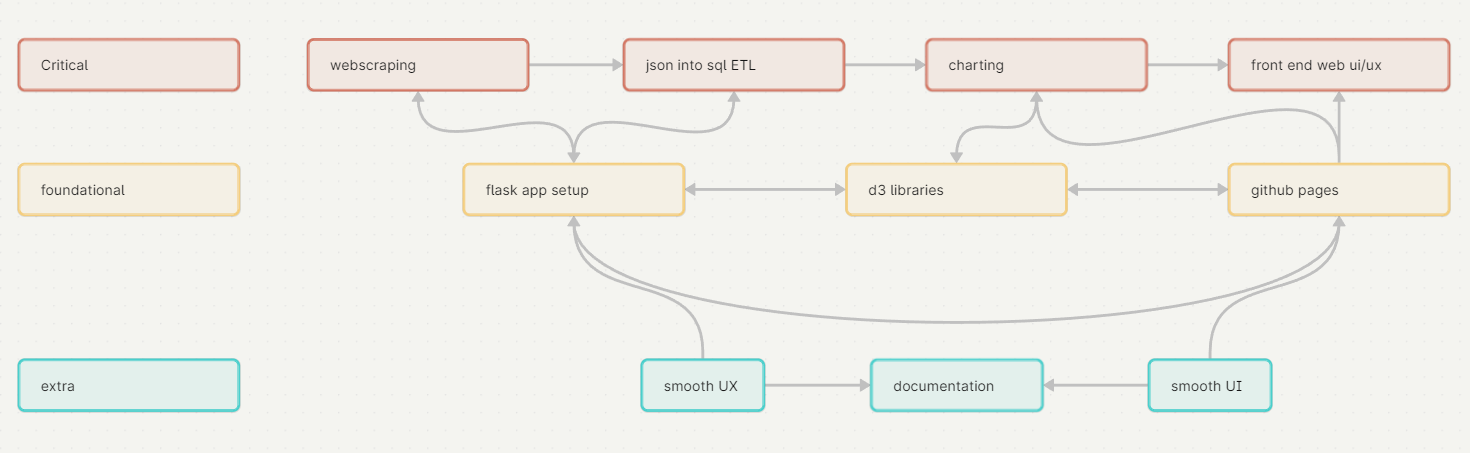 Critical
webscraping
json into sql ETL
charting
front end web ui/ux
foundational
flask app setup
d3 libraries
github pages
extra
smooth UX
documentation
smooth UI